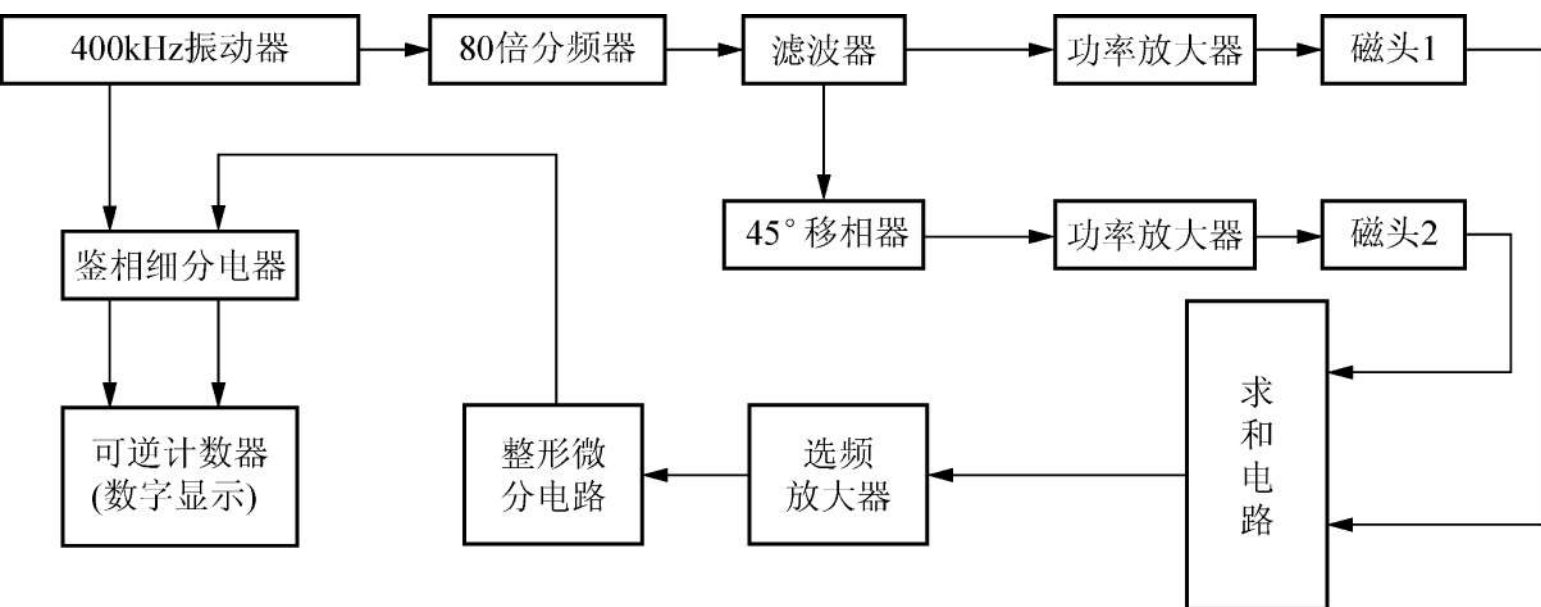 400kHz振动器
80倍分频器
滤波器
功率放大器
磁头1
45°移相器
功率放大器
磁头2
鉴相细分电器
求
和
电
路
可逆计数器
(数字显示)
整形微
分电路
选频
放大器